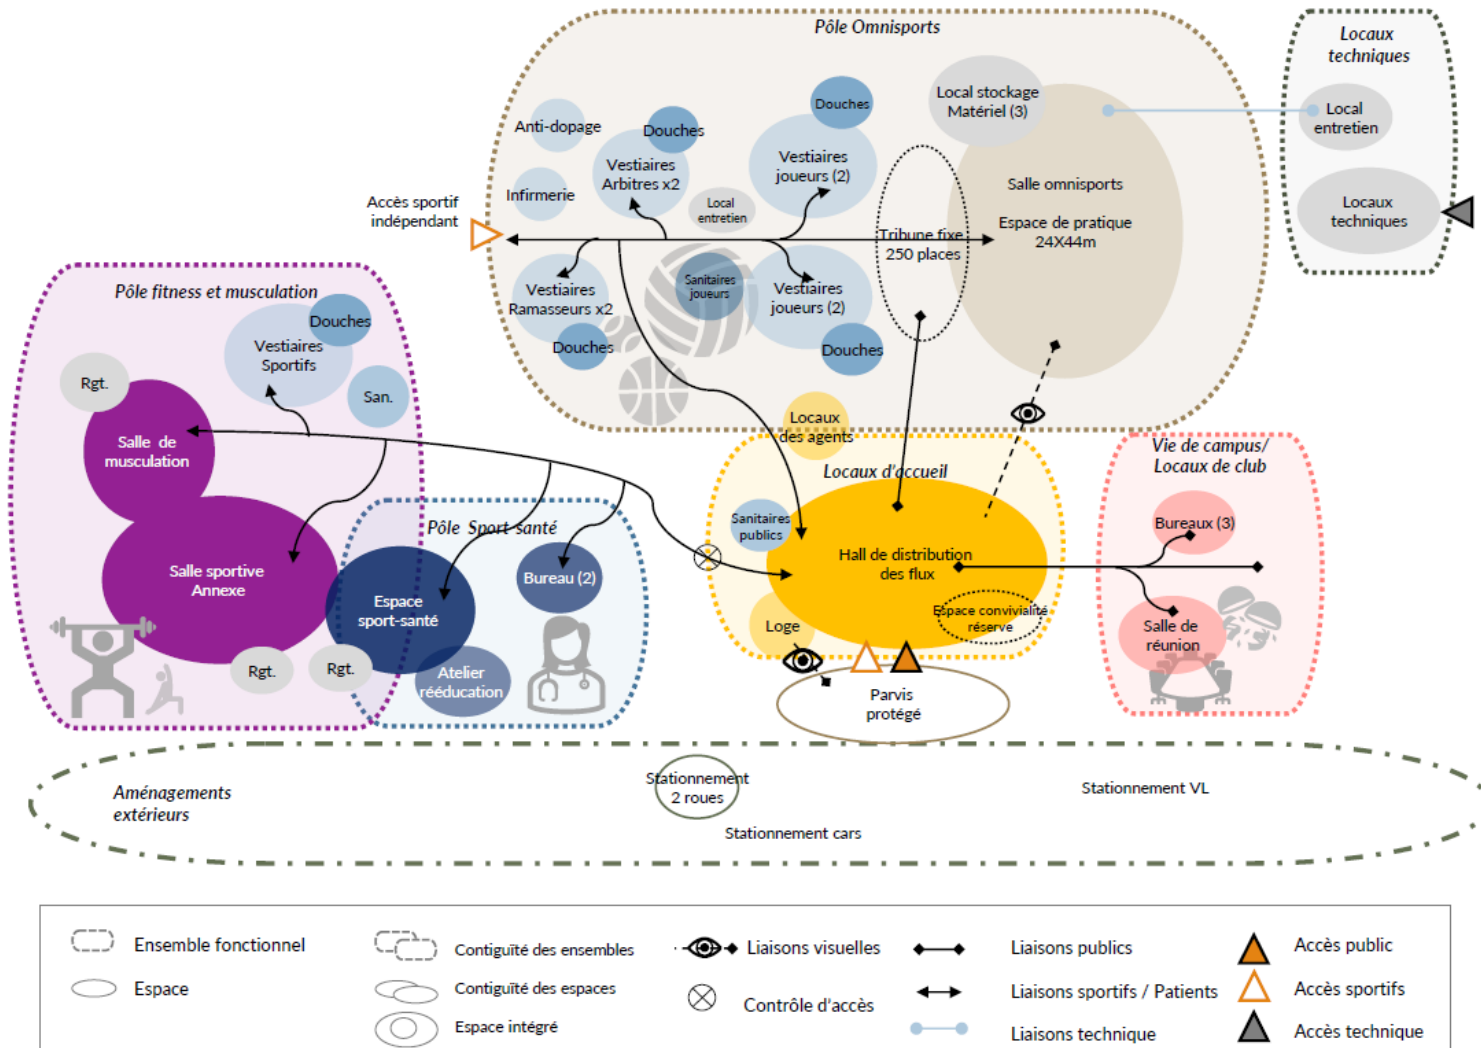 Pôle Omnisports
Locaux
techniques
Local stockage
Matériel (3)
Douches
Anti-dopage
Douches
Local
entretien
Vestiaires
Arbitres x2
Vestiaires
joueurs (2)
Infirmerie
Salle omnisports
Espace de pratique
24X44m
Accès sportif
indépendant
Local
entretien
Locaux
techniques
Tribune fixe
250 places
Pôle fitness et musculation
Vestiaires
Ramasseurs x2
Sanitaires
joueurs
Vestiaires
joueurs (2)
Douches
Vestiaires
Sportifs
Douches
Douches
Rgt.
San.
Locaux
des agents
Salle de
musculation
Vie de campus/
Locaux de club
Locaux d'accueil
Pôle Sport-santé
Sanitaires
publics
Bureaux (3)
Salle sportive
Annexe
Bureau (2)
Hall de distribution
des flux
Espace
sport-santé
Espace convivialité
réserve
Loge
Salle de
réunion
Rgt.
Rgt.
Atelier
rééducation
Parvis
protégé
Aménagements
extérieurs
Stationnement
2 roues
Stationnement VL
Stationnement cars
Ensemble fonctionnel
Espace
Contiguïté des ensembles
Contiguïté des espaces
Espace intégré
Liaisons visuelles
Contrôle d'accès
Liaisons publics
Liaisons sportifs / Patients
Liaisons technique
Accès public
Accès sportifs
Accès technique